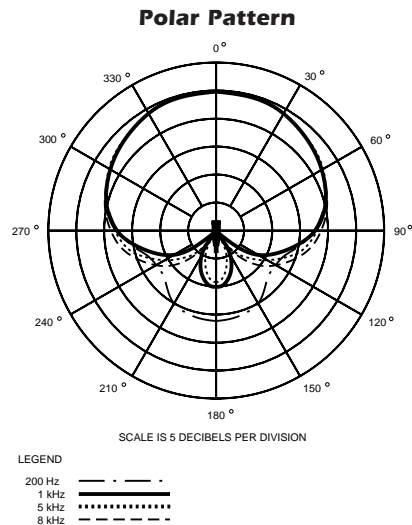 Polar Pattern
0°
330° 30°
300° 60°
270° 90°
240° 120°
210° 150°
180°
SCALE IS 5 DECIBELS PER DIVISION
LEGEND
200 Hz
1 kHz
5 kHz
8 kHz